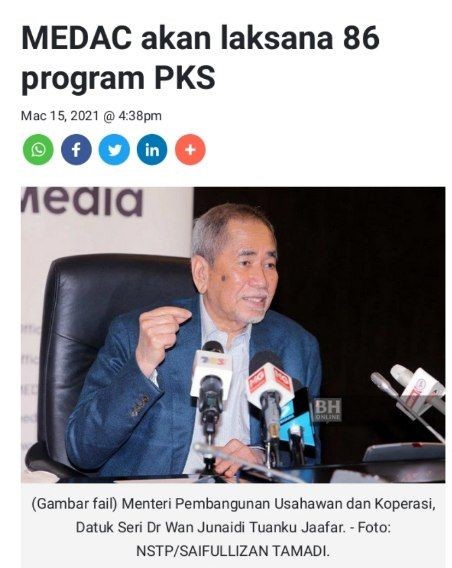 MEDAC akan laksana 86
program PKS
Mac 15, 2021 @ 4:38pm
Media
BH
ONLINE
(Gambar fail) Menteri Pembangunan Usahawan dan Koperasi,
Datuk Seri Dr Wan Junaidi Tuanku Jaafar. - Foto:
NSTP/SAIFULLIZAN TAMADI.